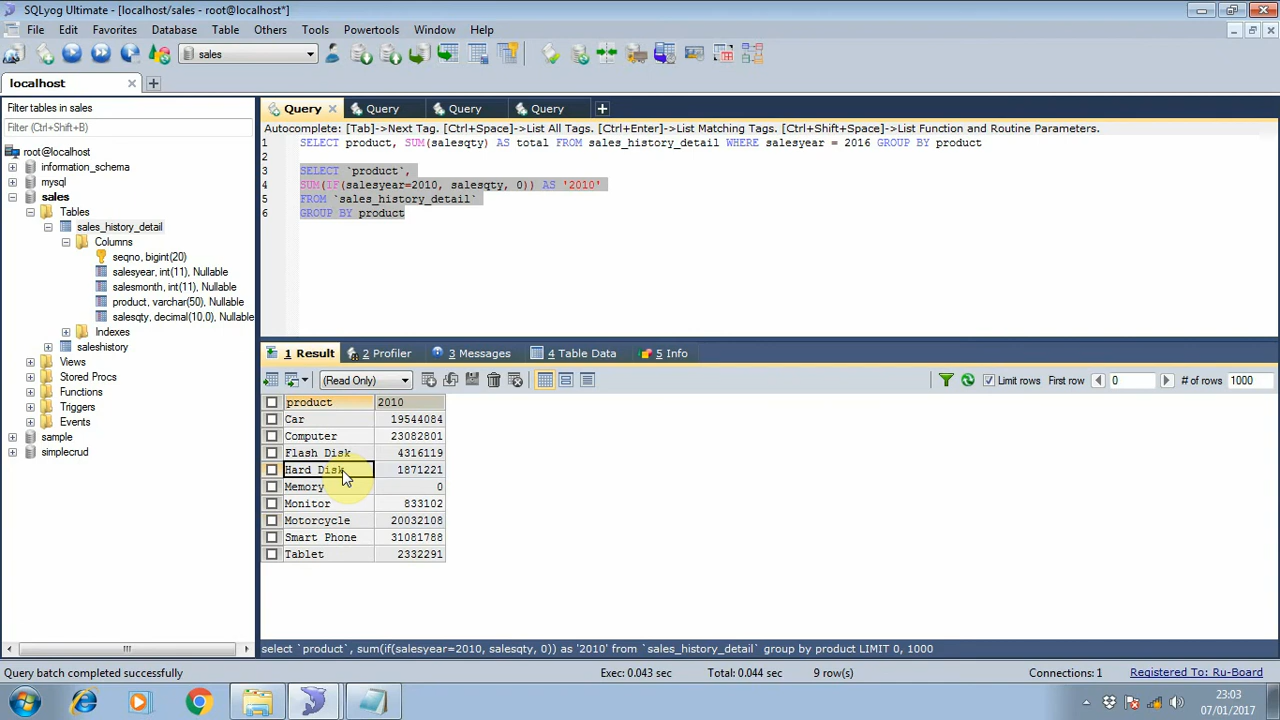 SQLyog Ultimate - [localhost/sales - root@localhost*]
File Edit Favorites Database Table Others Tools Powertools Window Help
sales
localhost
Filter tables in sales
Filter (Ctrl+Shift+B)
root@localhost
information_schema
mysql
sales
Tables
sales_history_detail
Columns
seqno, bigint(20)
salesyear, int(11), Nullable
salesmonth, int(11), Nullable
product, varchar(50), Nullable
salesqty, decimal(10,0), Nullable
Indexes
saleshistory
Views
Stored Procs
Functions
Triggers
Events
sample
simplecrud
Query Query Query Query
Autocomplete: [Tab]->Next Tag. [Ctrl+Space]->List All Tags. [Ctrl+Enter]->List Matching Tags. [Ctrl+Shift+Space]->List Function and Routine Parameters.
1 SELECT product, SUM(salesqty) AS total FROM sales_history_detail WHERE salesyear = 2016 GROUP BY product
2
3 SELECT `product`,
4 SUM(IF(salesyear=2010, salesqty, 0)) AS '2010'
5 FROM `sales_history_detail`
6 GROUP BY product
1 Result 2 Profiler 3 Messages 4 Table Data 5 Info
(Read Only) Limit rows First row 0 # of rows 1000
product 2010
Car 19544084
Computer 23082801
Flash Disk 4316119
Hard Disk 1871221
Memory 0
Monitor 833102
Motorcycle 20032108
Smart Phone 31081788
Tablet 2332291
select `product`, sum(if(salesyear=2010, salesqty, 0)) as '2010' from `sales_history_detail` group by product LIMIT 0, 1000
Query batch completed successfully Exec: 0.043 sec Total: 0.044 sec 9 row(s) Connections: 1 Registered To: Ru-Board
23:03
07/01/2017